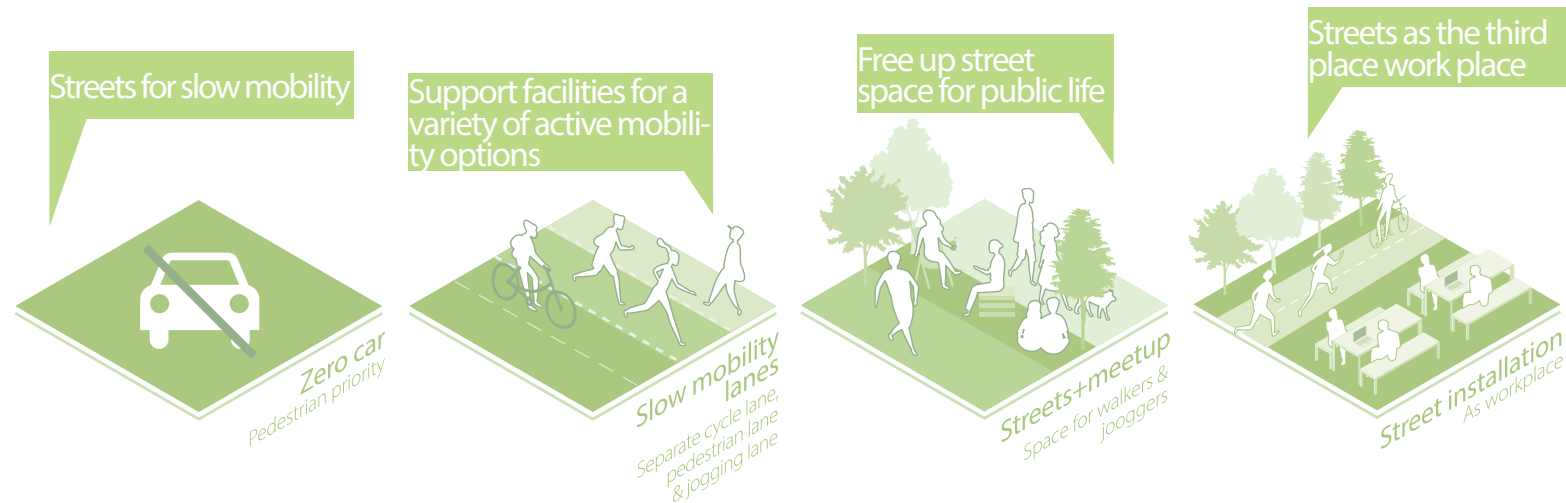 Streets for slow mobility
Zero car
Pedestrian priority
Support facilities for a
variety of active mobili-
ty options
Slow mobility
lanes
Separate cycle lane,
pedestrian lane
& jogging lane
Free up street
space for public life
Streets+meetup
Space for walkers &
jooggers
Streets as the third
place work place
Street installation
As workplace